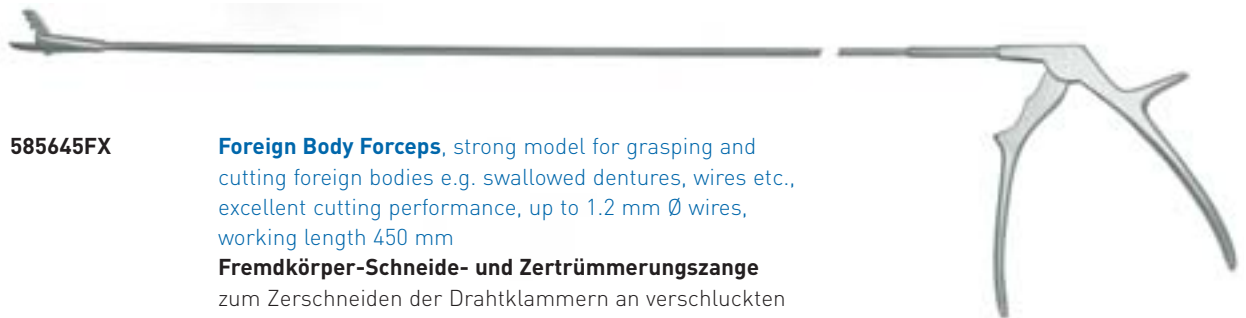 585645FX
Foreign Body Forceps, strong model for grasping and
cutting foreign bodies e.g. swallowed dentures, wires etc.,
excellent cutting performance, up to 1.2 mm Ø wires,
working length 450 mm
Fremdkörper-Schneide- und Zertrümmerungszange
zum Zerschneiden der Drahtklammern an verschluckten